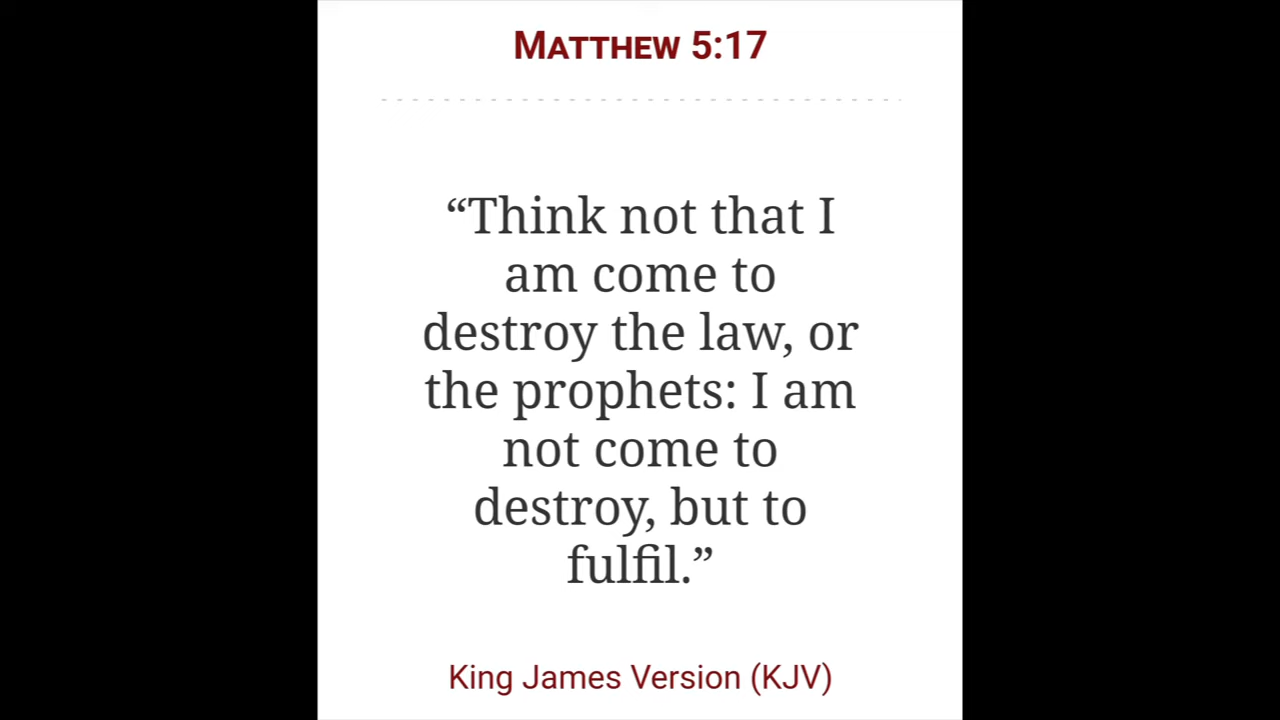 MATTHEW 5:17
“Think not that I
am come to
destroy the law, or
the prophets: I am
not come to
destroy, but to
fulfil.”
King James Version (KJV)